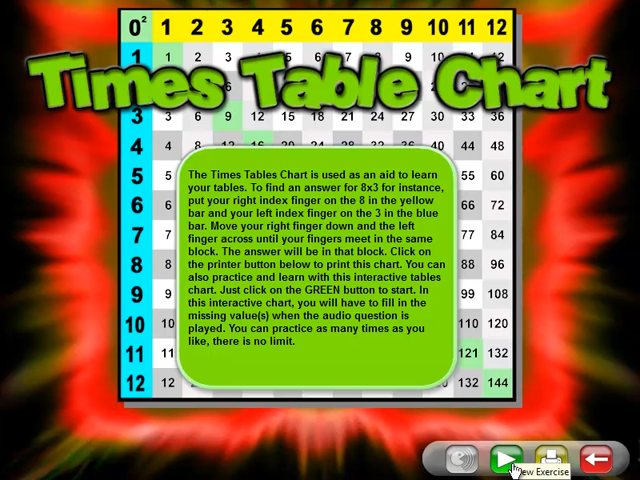 0² 1 2 3 4 5 6 7 8 9 10 11 12
1 1 2 3
Times Table Chart
3 3 6 9 12 15 18 21 24 27 30 33 36
4 4 8 40 44 48
The Times Tables Chart is used as an aid to learn
your tables. To find an answer for 8x3 for instance,
put your right index finger on the 8 in the yellow
bar and your left index finger on the 3 in the blue
bar. Move your right finger down and the left
finger across until your fingers meet in the same
block. The answer will be in that block. Click on
the printer button below to print this chart. You can
also practice and learn with this interactive tables
chart. Just click on the GREEN button to start. In
this interactive chart, you will have to fill in the
missing value(s) when the audio question is
played. You can practice as many times as you
like, there is no limit.
5 5 55 60
6 6 66 72
7 7 77 84
8 8 88 96
9 9 99 108
10 10 110 120
11 11 121 132
12 12 132 144
New Exercise